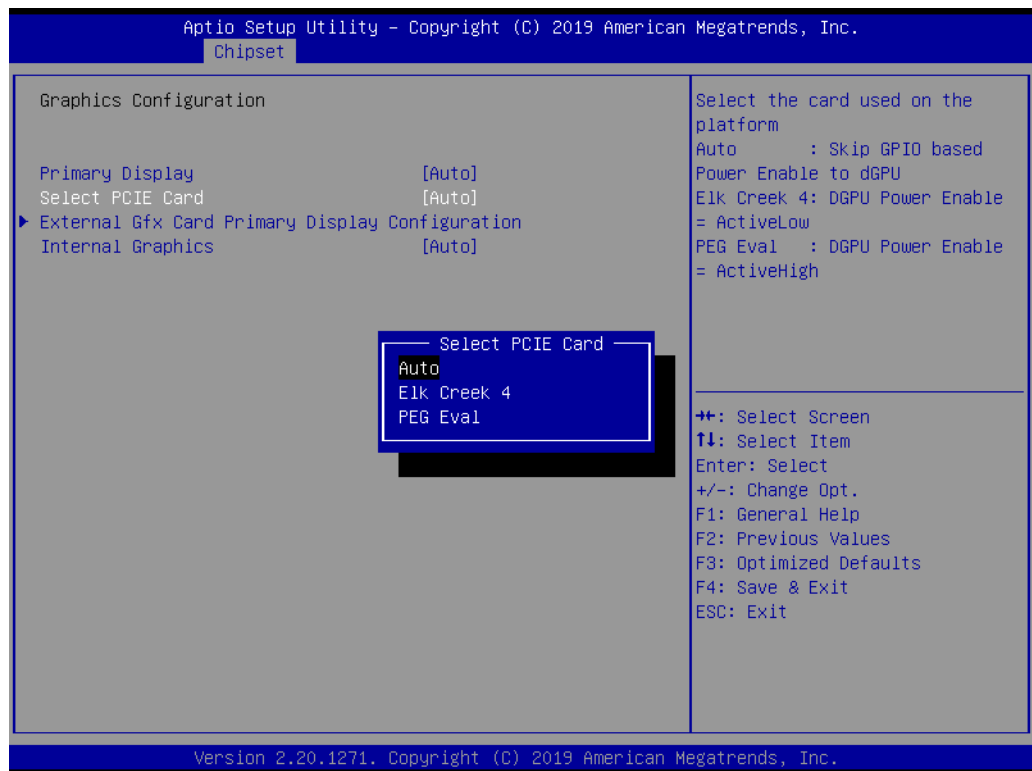 Aptio Setup Utility – Copyright (C) 2019 American Megatrends, Inc.
Chipset
Graphics Configuration
Primary Display [Auto]
Select PCIE Card [Auto]
External Gfx Card Primary Display Configuration
Internal Graphics [Auto]
Select PCIE Card
Auto
Elk Creek 4
PEG Eval
Select the card used on the
platform
Auto : Skip GPIO based
Power Enable to dGPU
Elk Creek 4: DGPU Power Enable
= ActiveLow
PEG Eval : DGPU Power Enable
= ActiveHigh
→←: Select Screen
↑↓: Select Item
Enter: Select
+/-: Change Opt.
F1: General Help
F2: Previous Values
F3: Optimized Defaults
F4: Save & Exit
ESC: Exit
Version 2.20.1271. Copyright (C) 2019 American Megatrends, Inc.